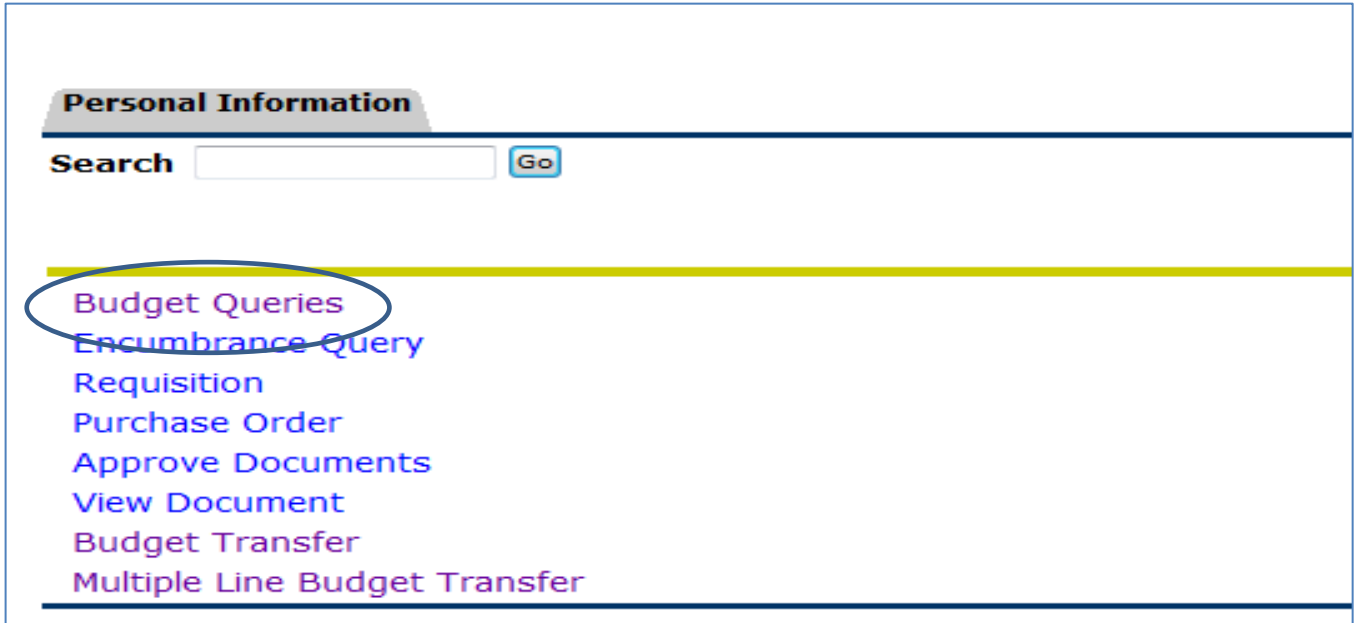 Personal Information
Search Go
Budget Queries
Encumbrance Query
Requisition
Purchase Order
Approve Documents
View Document
Budget Transfer
Multiple Line Budget Transfer